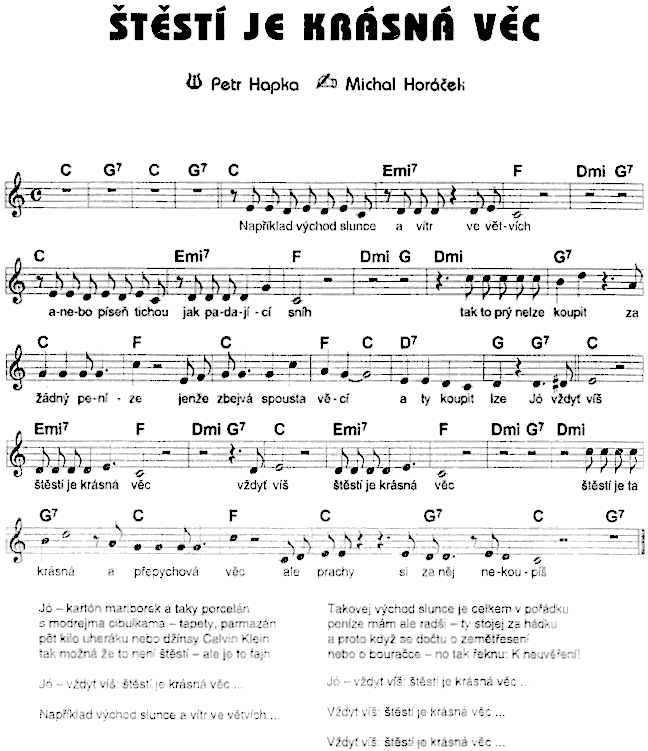 ŠTĚSTÍ JE KRÁSNÁ VĚC
Petr Hapka Michal Horáček
C G7 C G7 C Emi7 F Dmi G7
Například východ slunce a vítr ve vět-vích
C Emi7 F Dmi G Dmi G7
a-ne-bo píseň tichou jak pa-da-jí-cí sníh tak to prý nelze koupit za
C F C F C D7 G G7 C
žádný pe-ní-ze jenže zbejvá spousta vě-cí a ty koupit lze Jó vždyť víš
Emi7 F Dmi G7 C Emi7 F Dmi G7 Dmi
štěstí je krásná věc vždyť víš štěstí je krásná věc štěstí je ta
G7 C F C G7 C G7
krásná a přepychová věc ale prachy si za něj ne-kou-píš
Jó – kartón marlborek a taky porcelán
s modrejma cibulkama – tapety, parmazán
pět kilo uheráku nebo džínsy Calvin Klein
tak možná že to není štěstí – ale je to fajn
Jó – vždyť víš: štěstí je krásná věc ...
Například východ slunce a vítr ve větvích ...
Takovej východ slunce je celkem v pořádku
peníze mám ale radši – ty stojej za hádku
a proto když se dočtu o zemětřesení
nebo o bouračce – no tak řeknu: K neuvěření!
Jó – vždyť víš: štěstí je krásná věc ...
Vždyť víš: štěstí je krásná věc ...
Vždyť víš: štěstí je krásná věc ...